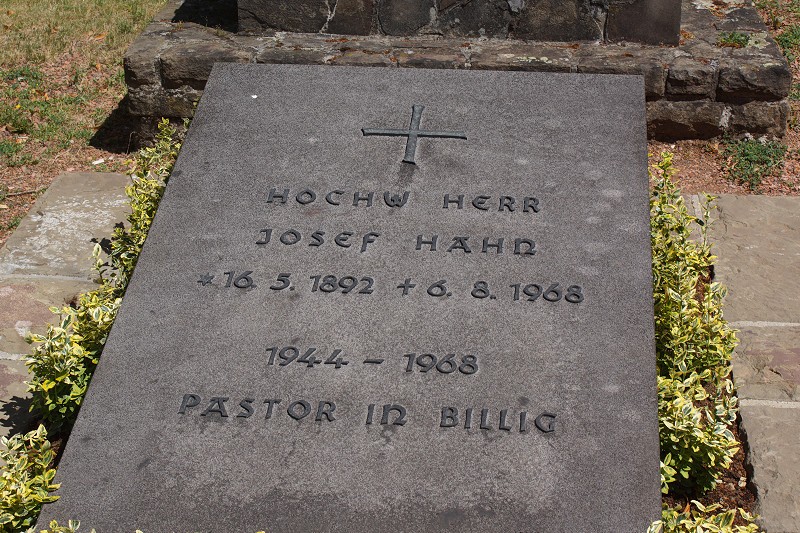 HOCHW HERR
JOSEF HAHN
* 16. 5. 1892 + 6. 8. 1968
1944 – 1968
PASTOR IN BILLIG